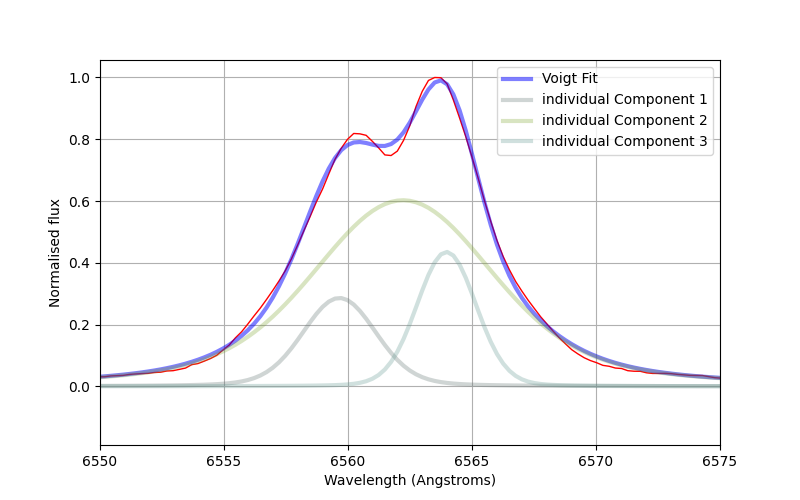 Voigt Fit
individual Component 1
individual Component 2
individual Component 3
1.0
0.8
0.6
0.4
0.2
0.0
Normalised flux
6550 6555 6560 6565 6570 6575
Wavelength (Angstroms)